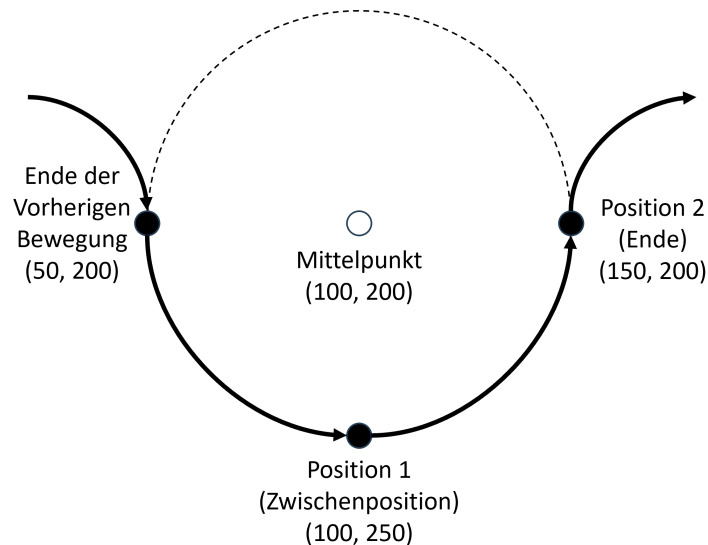 Ende der
Vorherigen
Bewegung
(50, 200)
Mittelpunkt
(100, 200)
Position 2
(Ende)
(150, 200)
Position 1
(Zwischenposition)
(100, 250)